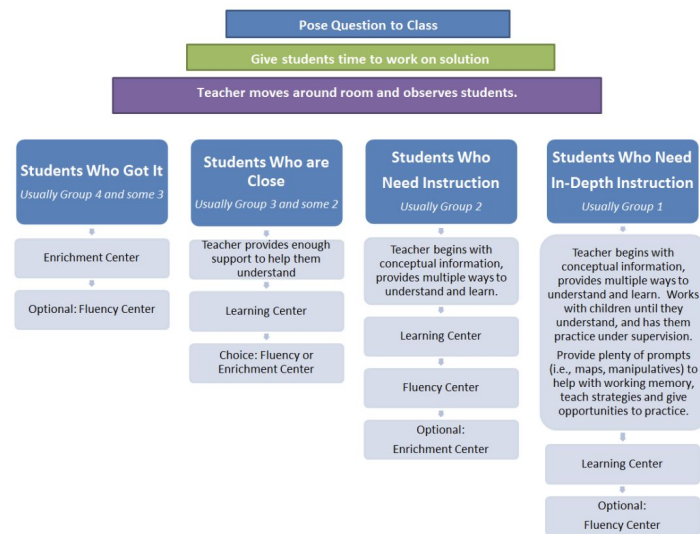 Pose Question to Class
Give students time to work on solution
Teacher moves around room and observes students.
Students Who Got It
Usually Group 4 and some 3
Enrichment Center
Optional: Fluency Center
Students Who are
Close
Usually Group 3 and some 2
Teacher provides enough
support to help them
understand
Learning Center
Choice: Fluency or
Enrichment Center
Students Who
Need Instruction
Usually Group 2
Teacher begins with
conceptual information,
provides multiple ways to
understand and learn.
Learning Center
Fluency Center
Optional:
Enrichment Center
Students Who Need
In-Depth Instruction
Usually Group 1
Teacher begins with
conceptual information,
provides multiple ways to
understand and learn. Works
with children until they
understand, and has them
practice under supervision.
Provide plenty of prompts
(i.e., maps, manipulatives) to
help with working memory,
teach strategies and give
opportunities to practice.
Learning Center
Optional:
Fluency Center